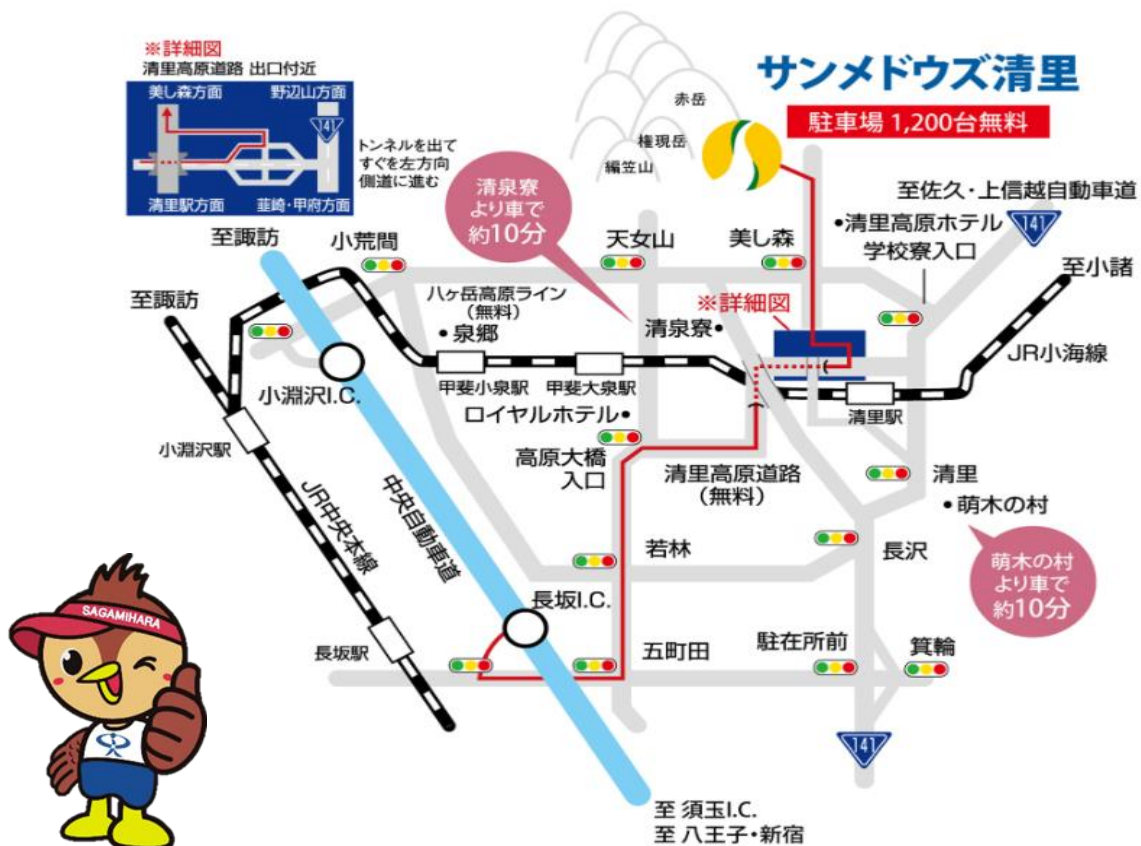 ※詳細図
清里高原道路 出口付近
美し森方面
野辺山方面
141
トンネルを出て
すぐを左方向
側道に進む
清里駅方面
韮崎・甲府方面
サンメドウズ清里
駐車場 1,200台無料
赤岳
権現岳
編笠山
清泉寮
より車で
約10分
至佐久・上信越自動車道
141
•清里高原ホテル
学校寮入口
至諏訪
小荒間
天女山
美し森
至小諸
至諏訪
八ヶ岳高原ライン
(無料)
•泉郷
清泉寮•
※詳細図
JR小海線
小淵沢I.C.
甲斐小泉駅
甲斐大泉駅
清里駅
ロイヤルホテル•
小淵沢駅
高原大橋
入口
清里高原道路
(無料)
清里
•萌木の村
JR中央本線
中央自動車道
若林
長沢
萌木の村
より車で
約10分
長坂I.C.
SAGAMIHARA
長坂駅
五町田
駐在所前
箕輪
141
至 須玉I.C.
至 八王子・新宿